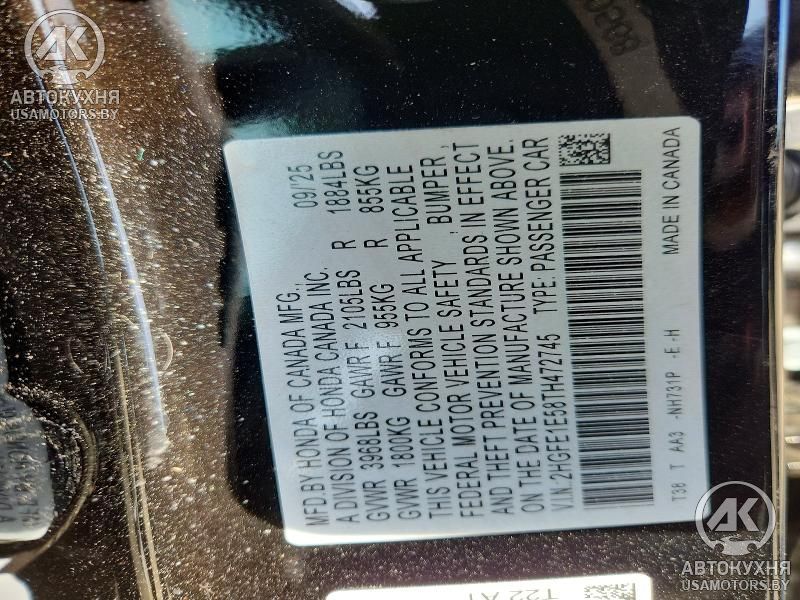 AK
АВТОКУХНЯ
USAMOTORS.BY
MFD.BY HONDA OF CANADA MFG., 09/'25
A DIVISION OF HONDA CANADA INC.
GVWR 3968LBS GAWR F 2105LBS R 1884LBS
GVWR 1800KG GAWR F 955KG R 855KG
THIS VEHICLE CONFORMS TO ALL APPLICABLE
FEDERAL MOTOR VEHICLE SAFETY , BUMPER ,
AND THEFT PREVENTION STANDARDS IN EFFECT
ON THE DATE OF MANUFACTURE SHOWN ABOVE.
V.I.N. 2HGFE1E56TH472745 TYPE: PASSENGER CAR
T38 T AA3 -NH731P -E -H MADE IN CANADA
AK
АВТОКУХНЯ
USAMOTORS.BY